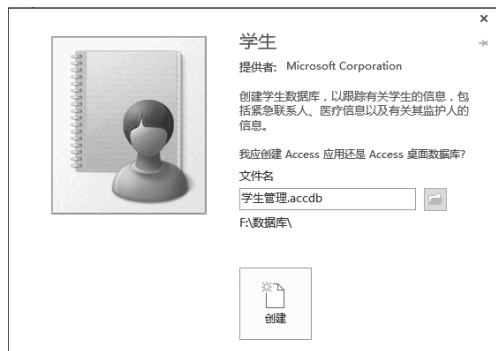 学生
提供者: Microsoft Corporation
创建学生数据库，以跟踪有关学生的信息，包
括紧急联系人、医疗信息以及有关其监护人的
信息。
我应创建 Access 应用还是 Access 桌面数据库?
文件名
学生管理.accdb
F:\数据库\
创建